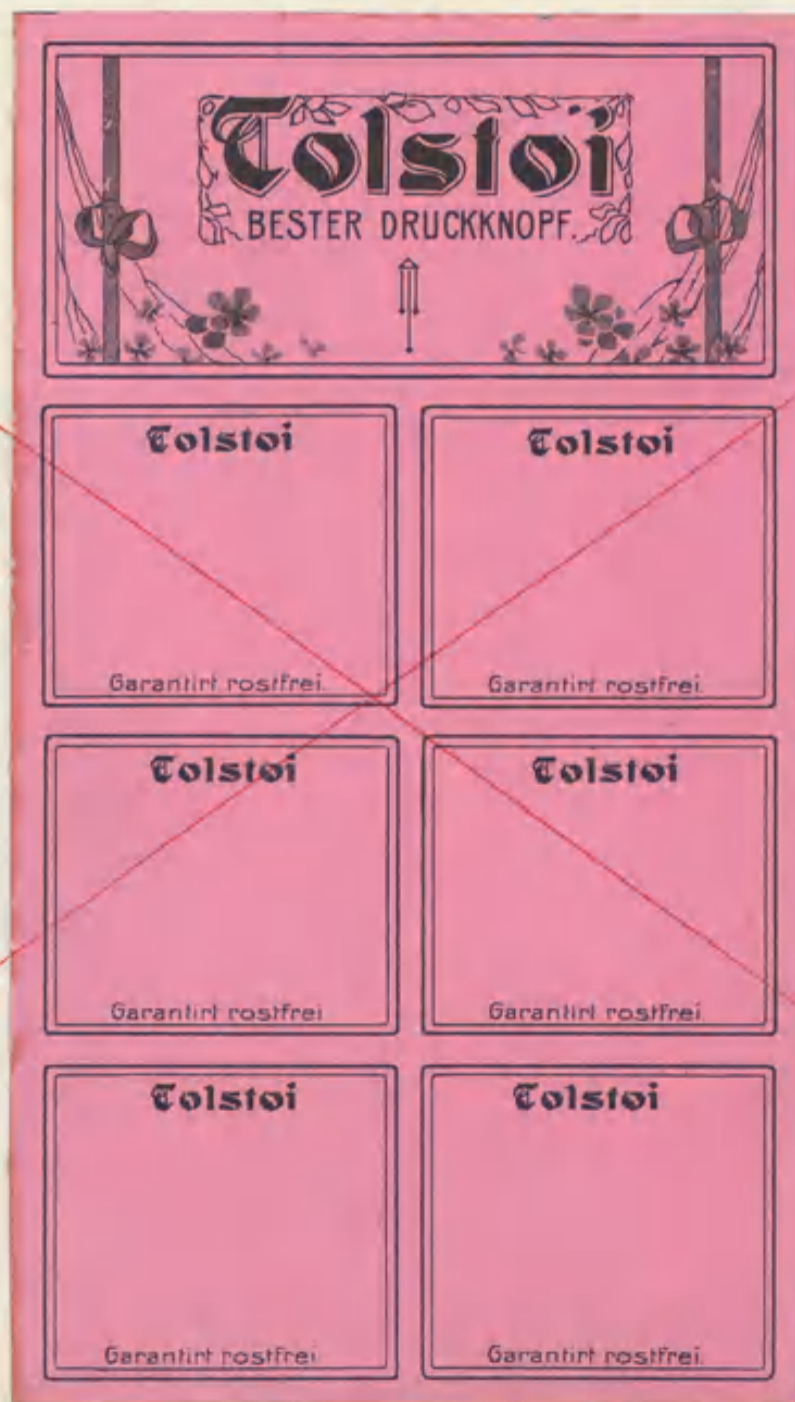 Tolstoi
BESTER DRUCKKNOPF.
Tolstoi
Tolstoi
Garantirt rostfrei.
Garantirt rostfrei.
Tolstoi
Tolstoi
Garantirt rostfrei
Garantirt rostfrei.
Tolstoi
Tolstoi
Garantirt rostfrei
Garantirt rostfrei.